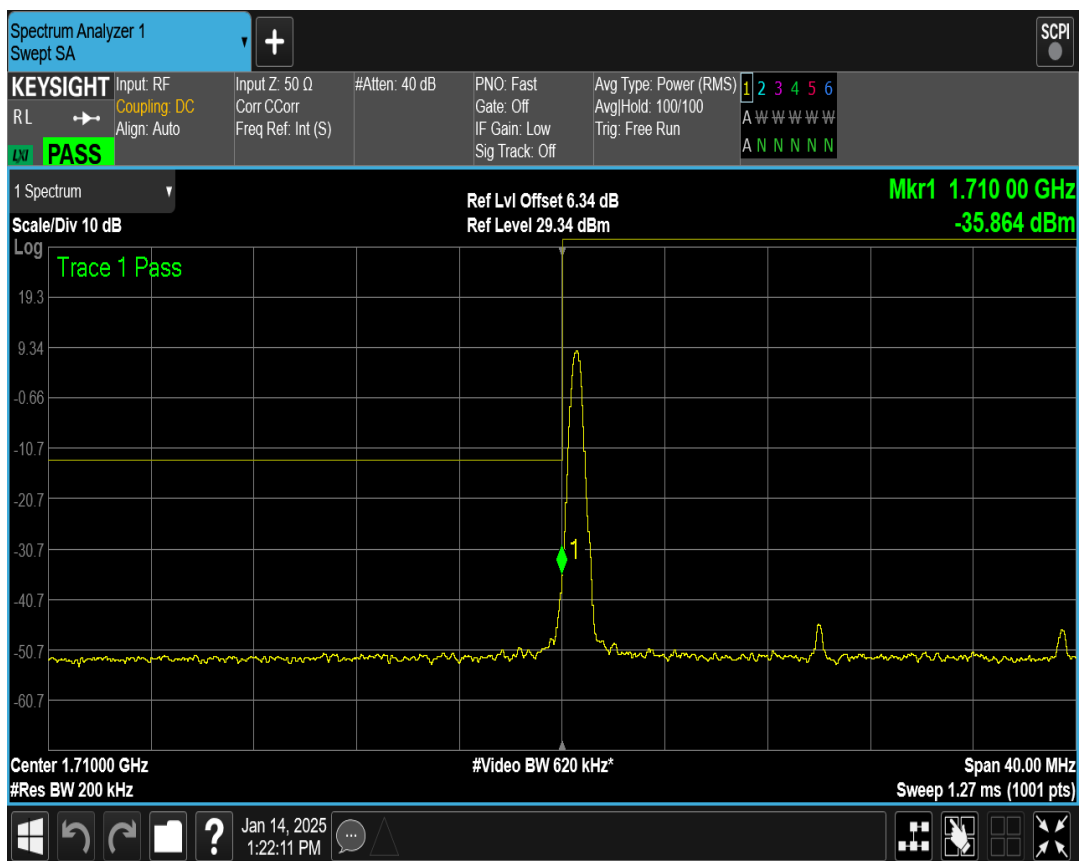 Spectrum Analyzer 1
Swept SA
+
SCPI
KEYSIGHT
RL
LXI PASS
Input: RF
Coupling: DC
Align: Auto
Input Z: 50 Ω
Corr CCorr
Freq Ref: Int (S)
#Atten: 40 dB
PNO: Fast
Gate: Off
IF Gain: Low
Sig Track: Off
Avg Type: Power (RMS)
Avg|Hold: 100/100
Trig: Free Run
1 2 3 4 5 6
A W W W W W
A N N N N N
1 Spectrum
Scale/Div 10 dB
Ref Lvl Offset 6.34 dB
Ref Level 29.34 dBm
Mkr1 1.710 00 GHz
-35.864 dBm
Log
Trace 1 Pass
19.3
9.34
-0.66
-10.7
-20.7
-30.7
1
-40.7
-50.7
-60.7
Center 1.71000 GHz
#Res BW 200 kHz
#Video BW 620 kHz*
Span 40.00 MHz
Sweep 1.27 ms (1001 pts)
?
Jan 14, 2025
1:22:11 PM